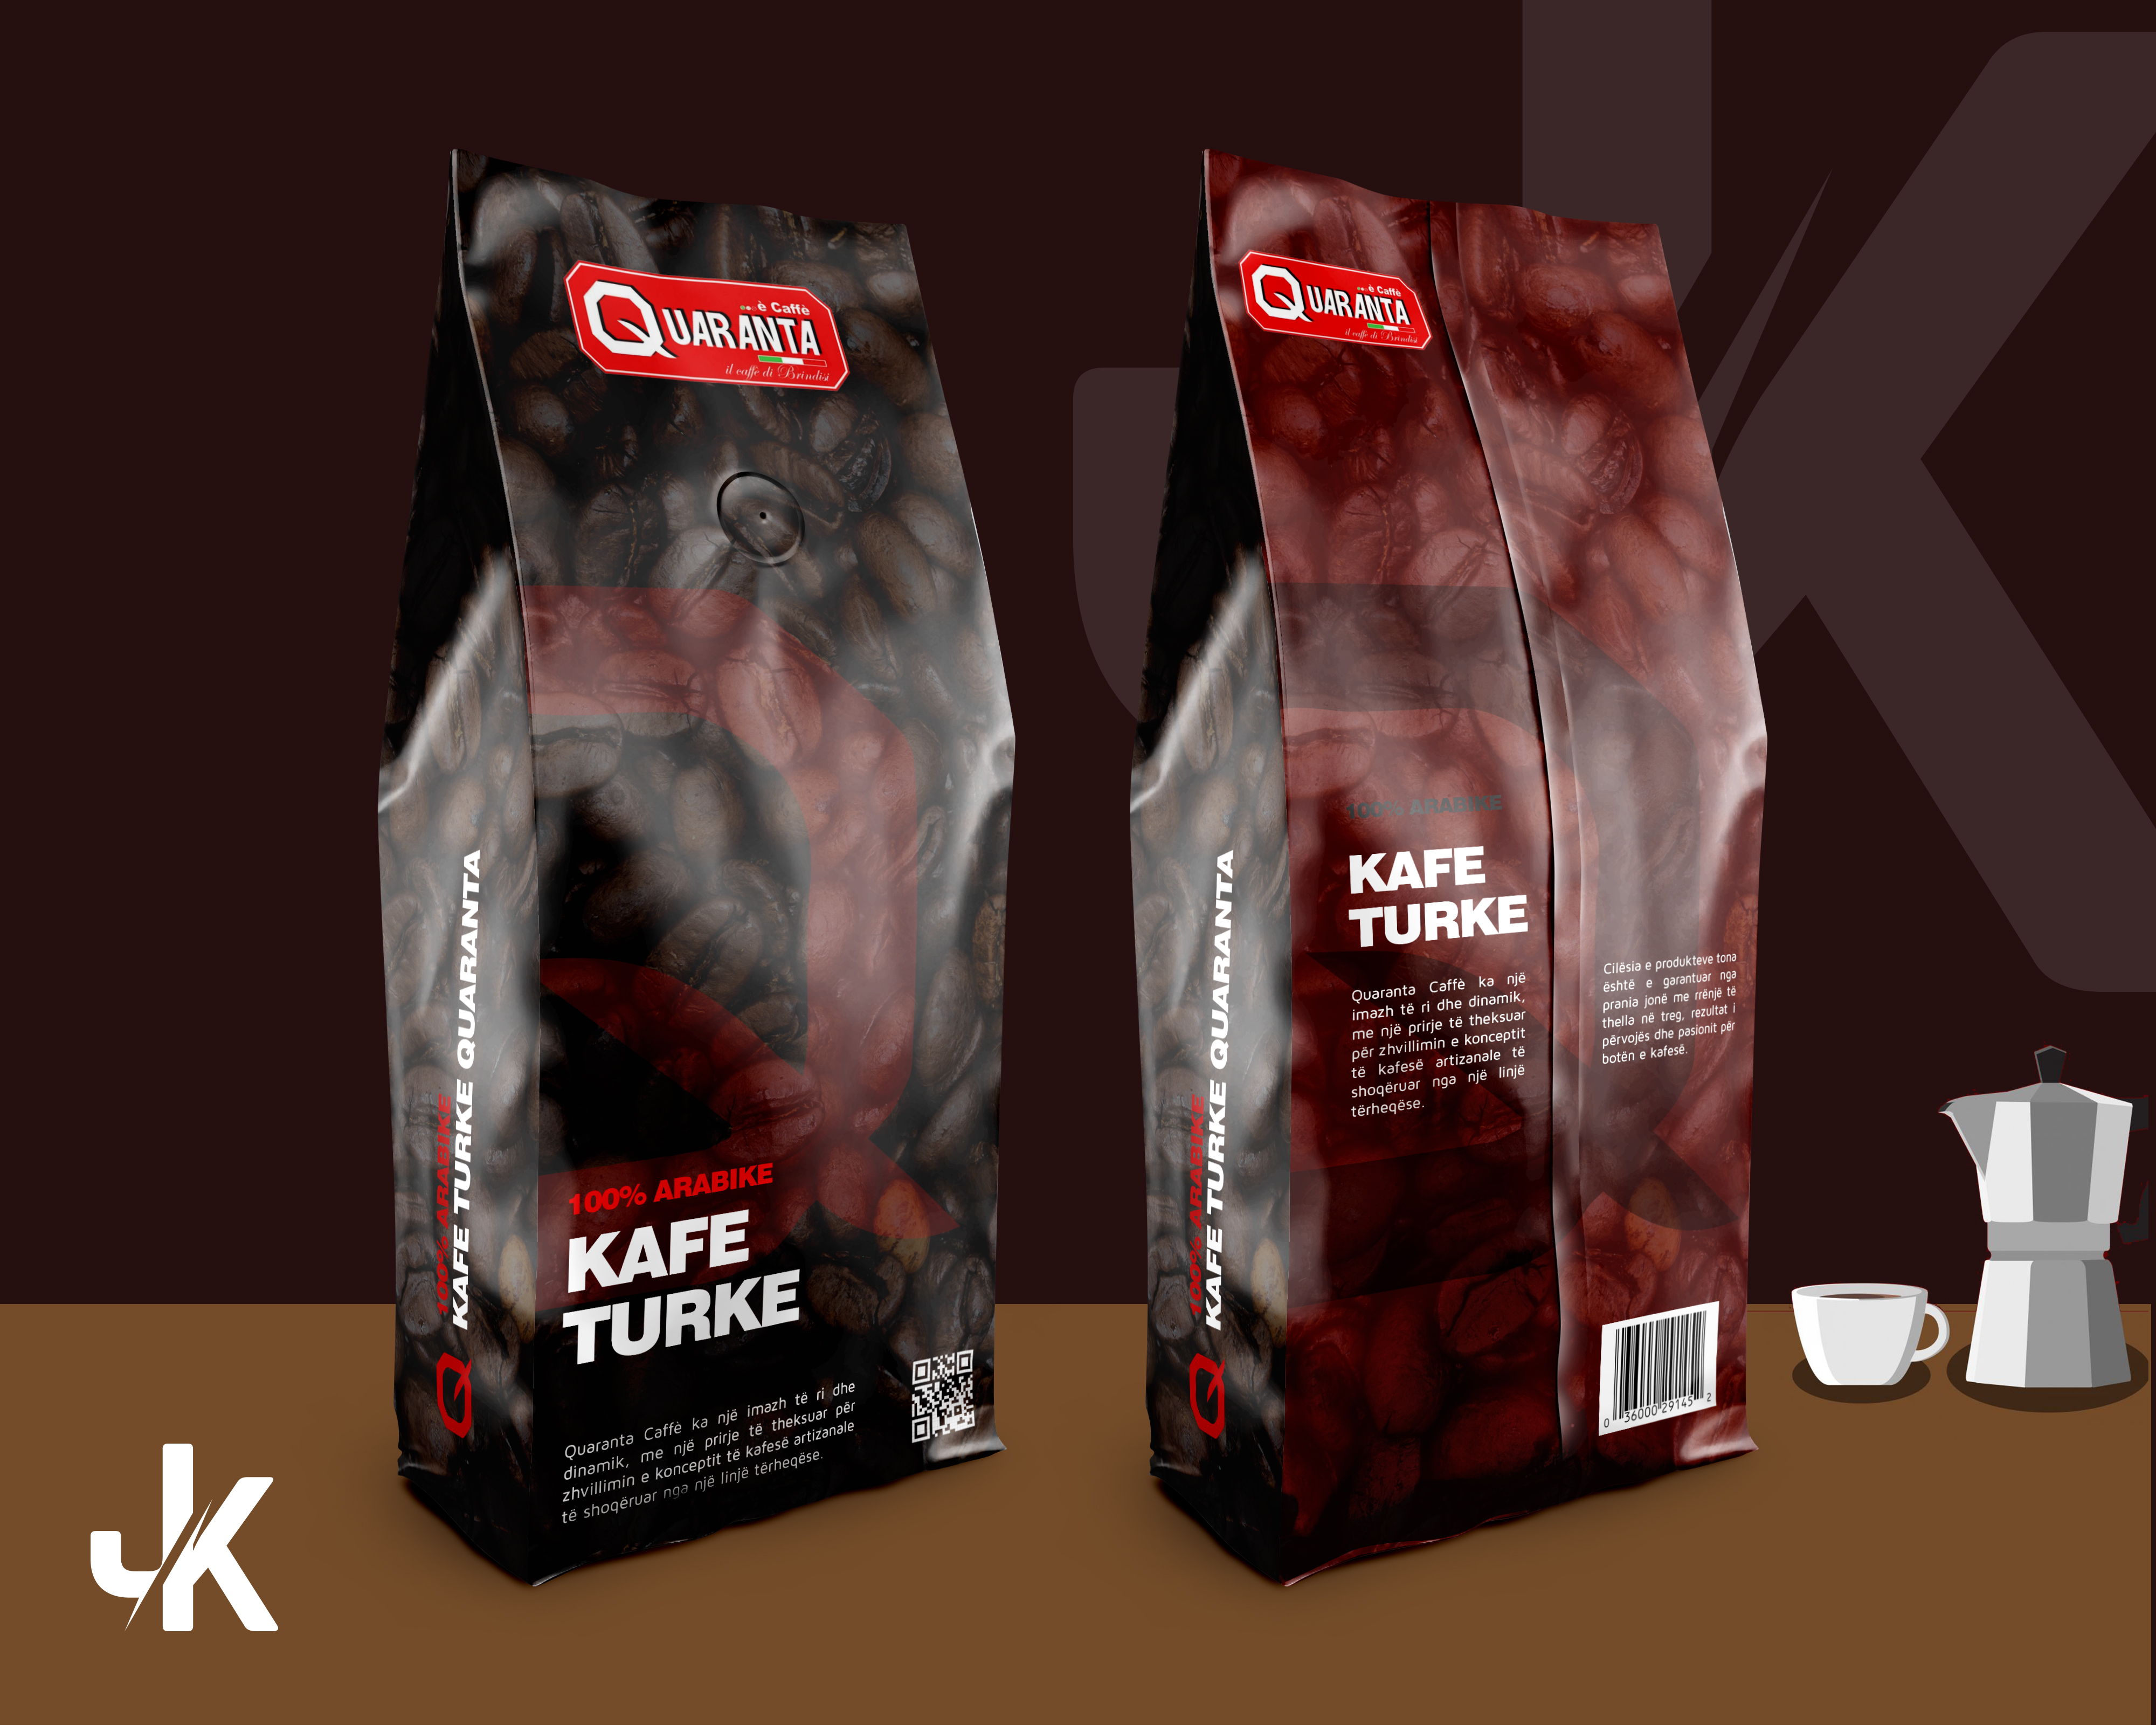 è Caffè
QUARANTA
il caffè di Brindisi
100% ARABIKE
KAFE TURKE QUARANTA
Q
100% ARABIKE
KAFE
TURKE
Quaranta Caffè ka një imazh të ri dhe
dinamik, me një prirje të theksuar për
zhvillimin e konceptit të kafesë artizanale
të shoqëruar nga një linjë tërheqëse.
è Caffè
QUARANTA
il caffè di Brindisi
100% ARABIKE
KAFE TURKE QUARANTA
Q
100% ARABIKE
KAFE
TURKE
Quaranta Caffè ka një
imazh të ri dhe dinamik,
me një prirje të theksuar
për zhvillimin e konceptit
të kafesë artizanale të
shoqëruar nga një linjë
tërheqëse.
Cilësia e produkteve tona
është e garantuar nga
prania jonë me rrënjë të
thella në treg, rezultat i
përvojës dhe pasionit për
botën e kafesë.
0 36000 29145 2
JK
JK